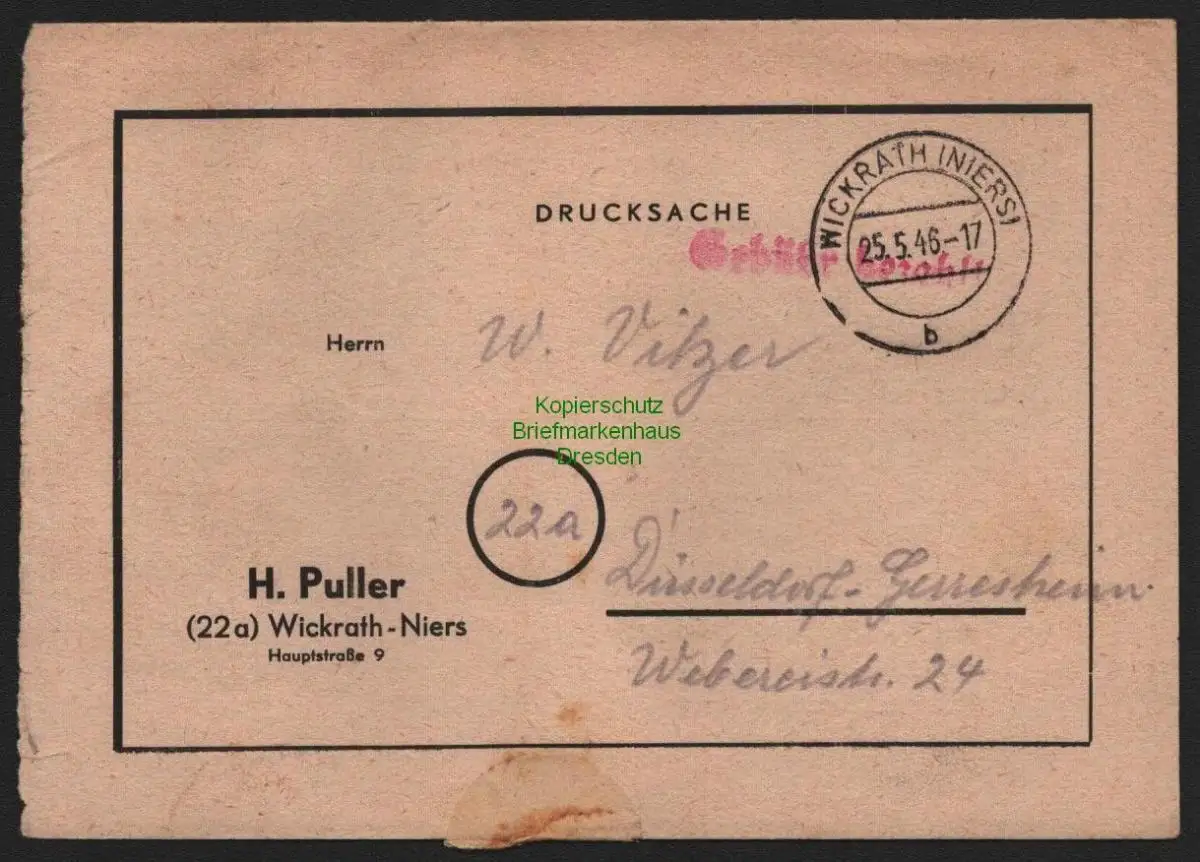 WICKRATH (NIERS)
25.5.46-17
b
DRUCKSACHE
Gebühr bezahlt
Herrn W. Vitzer
Kopierschutz
Briefmarkenhaus
Dresden
22a
Düsseldorf-Gerresheim.
Webereistr. 24
H. Puller
(22a) Wickrath-Niers
Hauptstraße 9